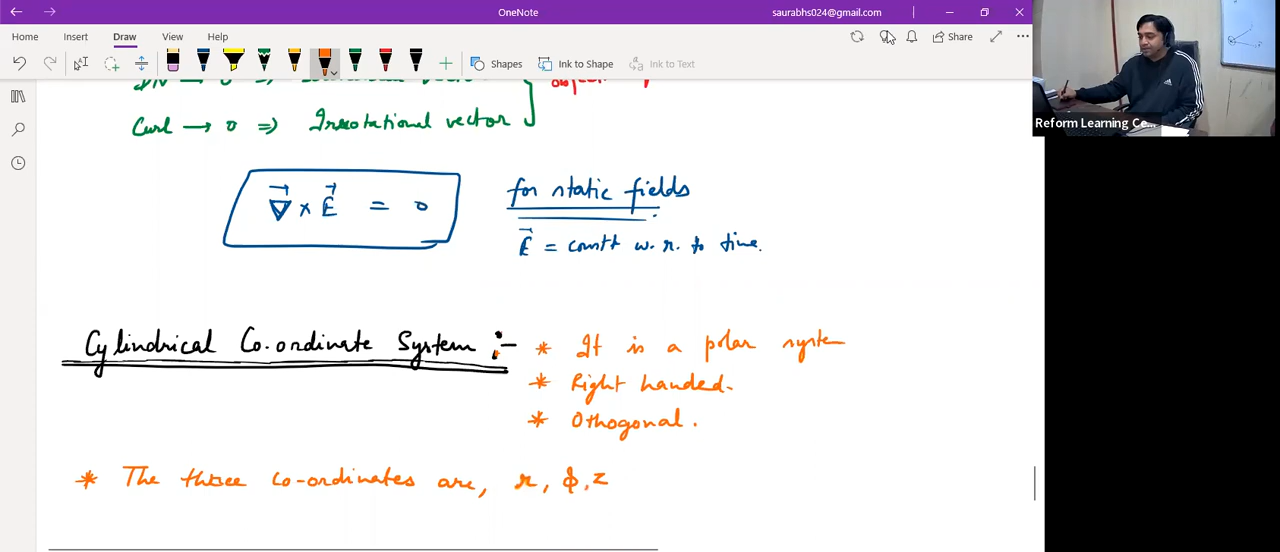 OneNote
saurabhs024@gmail.com
Home Insert Draw View Help
Share
Shapes Ink to Shape Ink to Text
Reform Learning Ce...
Curl → 0 ⇒ Irrotational vector
∇⃗ × E⃗ = 0
for static fields
E⃗ = constt w. r. to time.
Cylindrical Co.ordinate System :-
* It is a polar system
* Right handed.
* Othogonal.
* The three co-ordinates are, r, ϕ, z